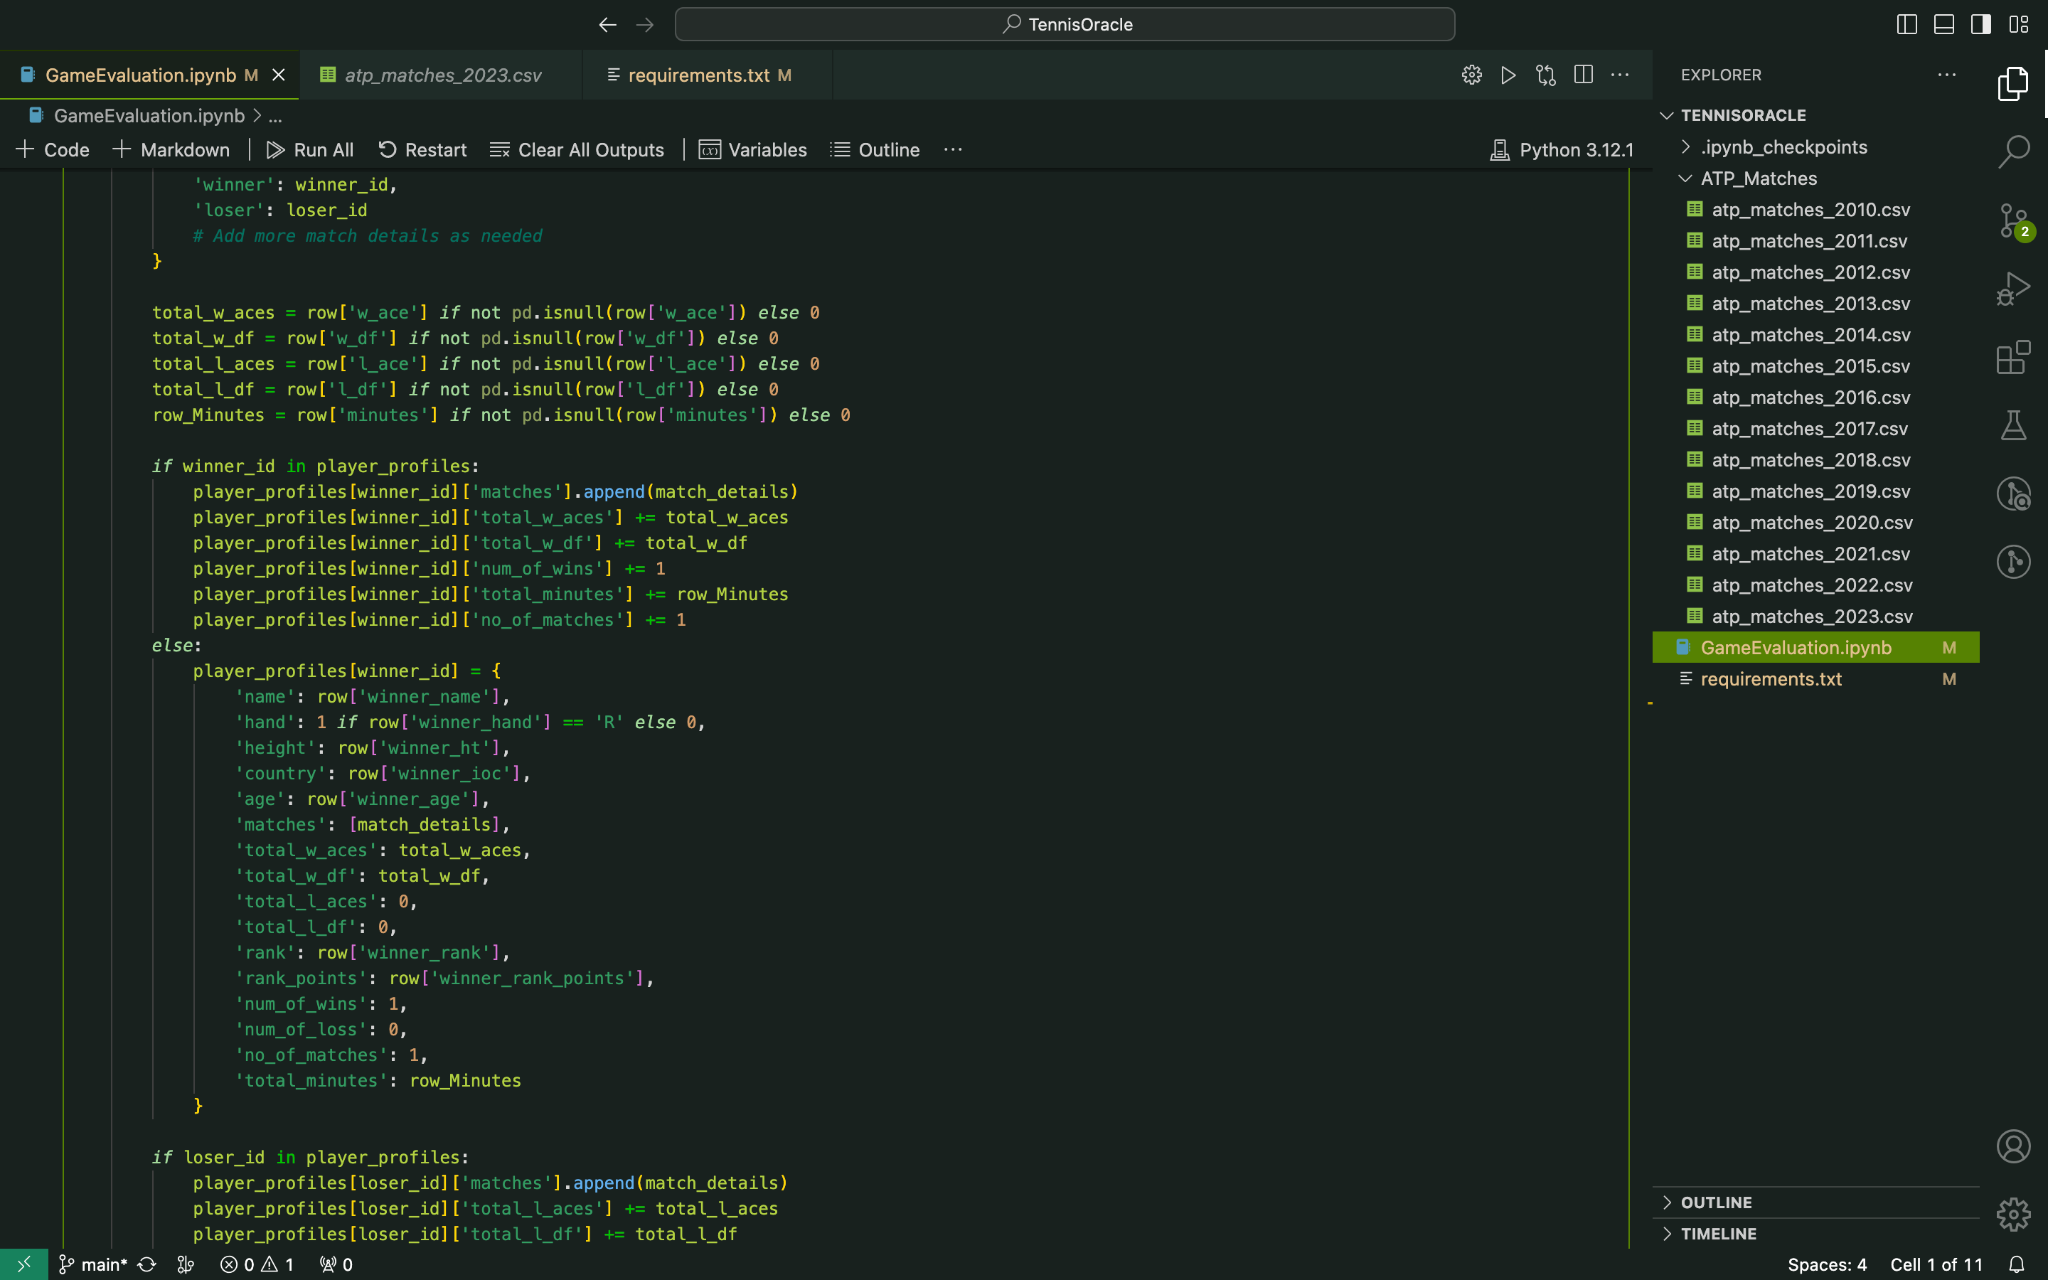 TennisOracle
GameEvaluation.ipynb M
atp_matches_2023.csv
requirements.txt M
GameEvaluation.ipynb > ...
Code
Markdown
Run All
Restart
Clear All Outputs
Variables
Outline
...
Python 3.12.1
'winner': winner_id,
'loser': loser_id
# Add more match details as needed
}
total_w_aces = row['w_ace'] if not pd.isnull(row['w_ace']) else 0
total_w_df = row['w_df'] if not pd.isnull(row['w_df']) else 0
total_l_aces = row['l_ace'] if not pd.isnull(row['l_ace']) else 0
total_l_df = row['l_df'] if not pd.isnull(row['l_df']) else 0
row_Minutes = row['minutes'] if not pd.isnull(row['minutes']) else 0
if winner_id in player_profiles:
player_profiles[winner_id]['matches'].append(match_details)
player_profiles[winner_id]['total_w_aces'] += total_w_aces
player_profiles[winner_id]['total_w_df'] += total_w_df
player_profiles[winner_id]['num_of_wins'] += 1
player_profiles[winner_id]['total_minutes'] += row_Minutes
player_profiles[winner_id]['no_of_matches'] += 1
else:
player_profiles[winner_id] = {
'name': row['winner_name'],
'hand': 1 if row['winner_hand'] == 'R' else 0,
'height': row['winner_ht'],
'country': row['winner_ioc'],
'age': row['winner_age'],
'matches': [match_details],
'total_w_aces': total_w_aces,
'total_w_df': total_w_df,
'total_l_aces': 0,
'total_l_df': 0,
'rank': row['winner_rank'],
'rank_points': row['winner_rank_points'],
'num_of_wins': 1,
'num_of_loss': 0,
'no_of_matches': 1,
'total_minutes': row_Minutes
}
if loser_id in player_profiles:
player_profiles[loser_id]['matches'].append(match_details)
player_profiles[loser_id]['total_l_aces'] += total_l_aces
player_profiles[loser_id]['total_l_df'] += total_l_df
EXPLORER
TENNISORACLE
.ipynb_checkpoints
ATP_Matches
atp_matches_2010.csv
atp_matches_2011.csv
atp_matches_2012.csv
atp_matches_2013.csv
atp_matches_2014.csv
atp_matches_2015.csv
atp_matches_2016.csv
atp_matches_2017.csv
atp_matches_2018.csv
atp_matches_2019.csv
atp_matches_2020.csv
atp_matches_2021.csv
atp_matches_2022.csv
atp_matches_2023.csv
GameEvaluation.ipynb M
requirements.txt M
OUTLINE
TIMELINE
2
main*
0
1
0
Spaces: 4
Cell 1 of 11